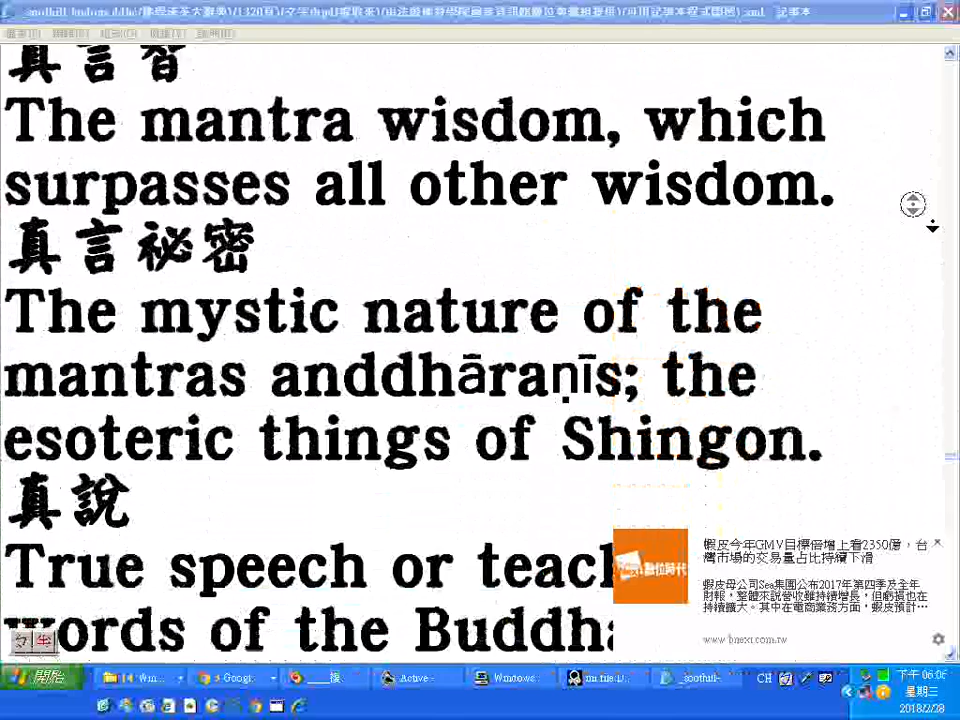 真言智
The mantra wisdom, which
surpasses all other wisdom.
真言祕密
The mystic nature of the
mantras anddhāraṇīs; the
esoteric things of Shingon.
真說
True speech or teach
words of the Buddha
數位時代
蝦皮今年GMV目標倍增上看2350億，台
灣市場的交易量占比持續下滑
蝦皮母公司Sea集團公布2017年第四季及全年
財報，整體來說營收雖持續增長，但虧損也在
持續擴大。其中在電商業務方面，蝦皮預計…
www.bnext.com.tw
開始
Googl
Active
Windows
CH
下午 06:06
星期三
2018/2/28